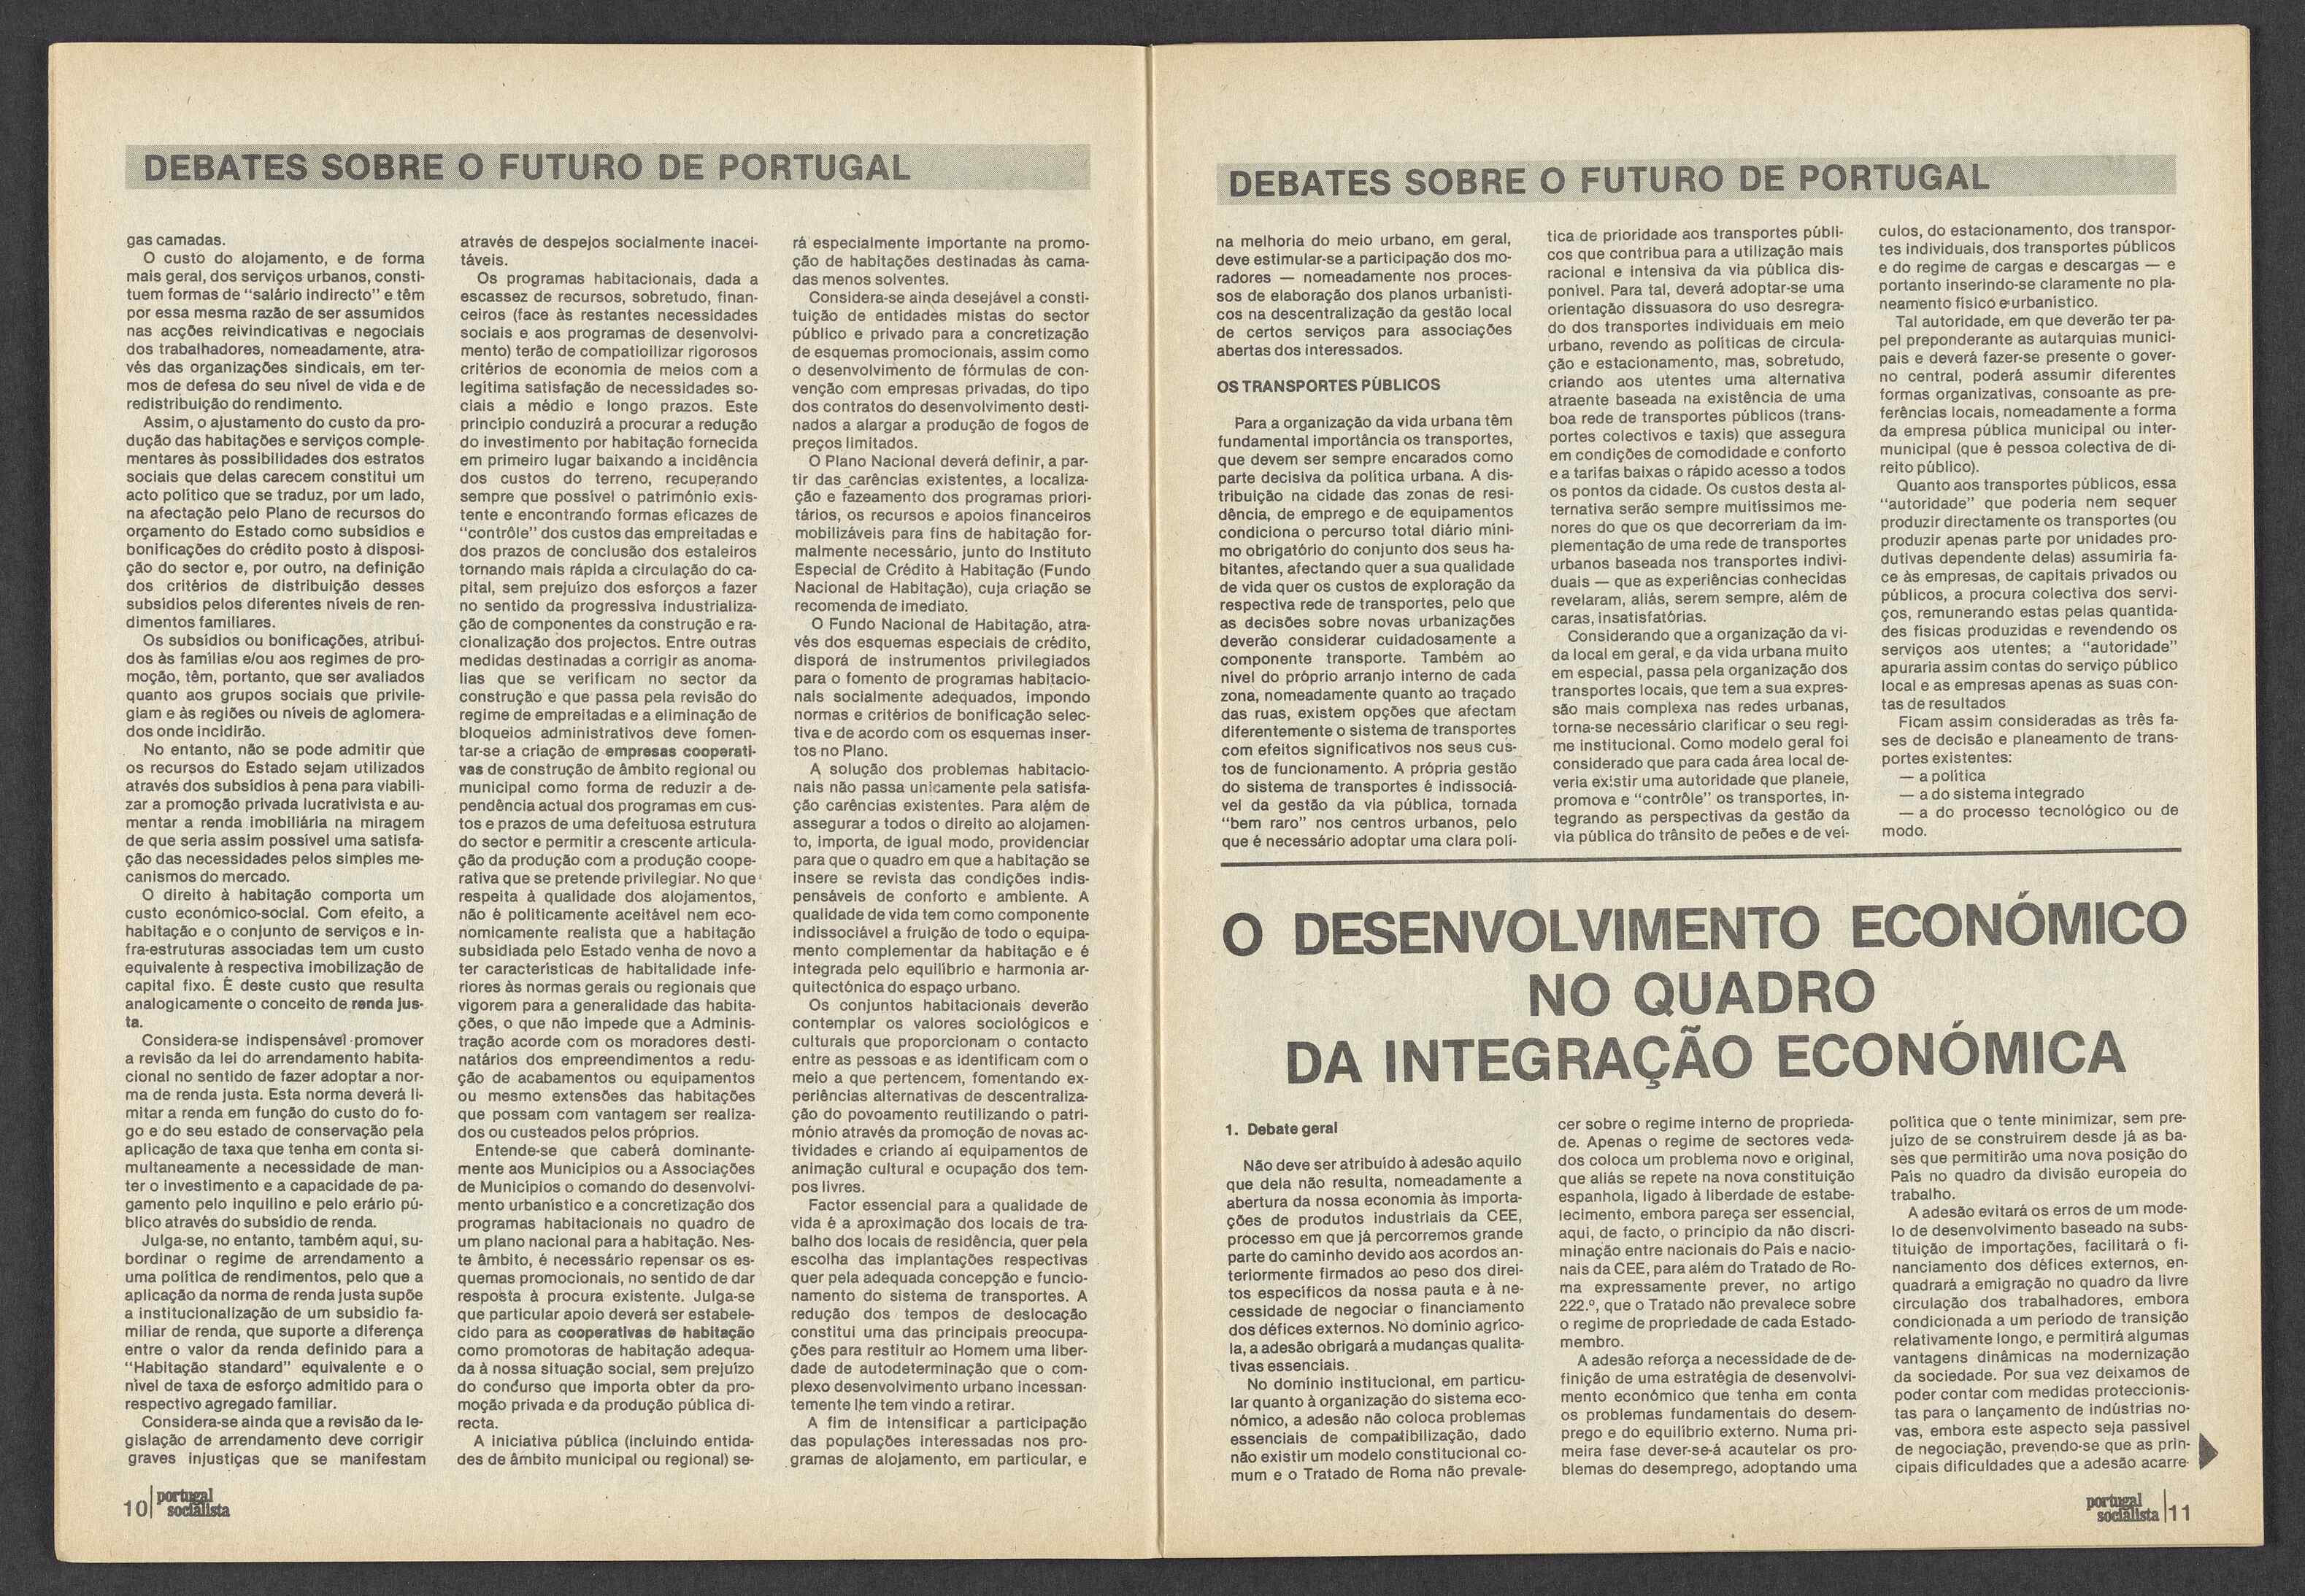 DEBATES SOBRE O FUTURO DE PORTUGAL
gas camadas.
O custo do alojamento, e de forma
mais geral, dos serviços urbanos, consti-
tuem formas de "salário indirecto" e têm
por essa mesma razão de ser assumidos
nas acções reivindicativas e negociais
dos trabalhadores, nomeadamente, atra-
vés das organizações sindicais, em ter-
mos de defesa do seu nível de vida e de
redistribuição do rendimento.
Assim, o ajustamento do custo da pro-
dução das habitações e serviços comple-
mentares às possibilidades dos estratos
sociais que delas carecem constitui um
acto político que se traduz, por um lado,
na afectação pelo Plano de recursos do
orçamento do Estado como subsídios e
bonificações do crédito posto à disposi-
ção do sector e, por outro, na definição
dos critérios de distribuição desses
subsídios pelos diferentes níveis de ren-
dimentos familiares.
Os subsídios ou bonificações, atribuí-
dos às famílias e/ou aos regimes de pro-
moção, têm, portanto, que ser avaliados
quanto aos grupos sociais que privile-
giam e às regiões ou níveis de aglomera-
dos onde incidirão.
No entanto, não se pode admitir que
os recursos do Estado sejam utilizados
através dos subsídios à pena para viabili-
zar a promoção privada lucrativista e au-
mentar a renda imobiliária na miragem
de que seria assim possível uma satisfa-
ção das necessidades pelos simples me-
canismos do mercado.
O direito à habitação comporta um
custo económico-social. Com efeito, a
habitação e o conjunto de serviços e in-
fra-estruturas associadas tem um custo
equivalente à respectiva imobilização de
capital fixo. É deste custo que resulta
analogicamente o conceito de renda jus-
ta.
Considera-se indispensável promover
a revisão da lei do arrendamento habita-
cional no sentido de fazer adoptar a nor-
ma de renda justa. Esta norma deverá li-
mitar a renda em função do custo do fo-
go e do seu estado de conservação pela
aplicação de taxa que tenha em conta si-
multaneamente a necessidade de man-
ter o investimento e a capacidade de pa-
gamento pelo inquilino e pelo erário pú-
blico através do subsídio de renda.
Julga-se, no entanto, também aqui, su-
bordinar o regime de arrendamento a
uma política de rendimentos, pelo que a
aplicação da norma de renda justa supõe
a institucionalização de um subsídio fa-
miliar de renda, que suporte a diferença
entre o valor da renda definido para a
"Habitação standard" equivalente e o
nível de taxa de esforço admitido para o
respectivo agregado familiar.
Considera-se ainda que a revisão da le-
gislação de arrendamento deve corrigir
graves injustiças que se manifestam
através de despejos socialmente inacei-
táveis.
Os programas habitacionais, dada a
escassez de recursos, sobretudo, finan-
ceiros (face às restantes necessidades
sociais e aos programas de desenvolvi-
mento) terão de compatioilizar rigorosos
critérios de economia de meios com a
legítima satisfação de necessidades so-
ciais a médio e longo prazos. Este
princípio conduzirá a procurar a redução
do investimento por habitação fornecida
em primeiro lugar baixando a incidência
dos custos do terreno, recuperando
sempre que possível o património exis-
tente e encontrando formas eficazes de
"contrôle" dos custos das empreitadas e
dos prazos de conclusão dos estaleiros
tornando mais rápida a circulação do ca-
pital, sem prejuízo dos esforços a fazer
no sentido da progressiva industrializa-
ção de componentes da construção e ra-
cionalização dos projectos. Entre outras
medidas destinadas a corrigir as anoma-
lias que se verificam no sector da
construção e que passa pela revisão do
regime de empreitadas e a eliminação de
bloqueios administrativos deve fomen-
tar-se a criação de empresas cooperati-
vas de construção de âmbito regional ou
municipal como forma de reduzir a de-
pendência actual dos programas em cus-
tos e prazos de uma defeituosa estrutura
do sector e permitir a crescente articula-
ção da produção com a produção coope-
rativa que se pretende privilegiar. No que
respeita à qualidade dos alojamentos,
não é politicamente aceitável nem eco-
nomicamente realista que a habitação
subsidiada pelo Estado venha de novo a
ter características de habitalidade infe-
riores às normas gerais ou regionais que
vigorem para a generalidade das habita-
ções, o que não impede que a Adminis-
tração acorde com os moradores desti-
natários dos empreendimentos a redu-
ção de acabamentos ou equipamentos
ou mesmo extensões das habitações
que possam com vantagem ser realiza-
dos ou custeados pelos próprios.
Entende-se que caberá dominante-
mente aos Municípios ou a Associações
de Municípios o comando do desenvolvi-
mento urbanístico e a concretização dos
programas habitacionais no quadro de
um plano nacional para a habitação. Nes-
te âmbito, é necessário repensar os es-
quemas promocionais, no sentido de dar
resposta à procura existente. Julga-se
que particular apoio deverá ser estabele-
cido para as cooperativas de habitação
como promotoras de habitação adequa-
da à nossa situação social, sem prejuízo
do concurso que importa obter da pro-
moção privada e da produção pública di-
recta.
A iniciativa pública (incluindo entida-
des de âmbito municipal ou regional) se-
rá especialmente importante na promo-
ção de habitações destinadas às cama-
das menos solventes.
Considera-se ainda desejável a consti-
tuição de entidades mistas do sector
público e privado para a concretização
de esquemas promocionais, assim como
o desenvolvimento de fórmulas de con-
venção com empresas privadas, do tipo
dos contratos do desenvolvimento desti-
nados a alargar a produção de fogos de
preços limitados.
O Plano Nacional deverá definir, a par-
tir das carências existentes, a localiza-
ção e fazeamento dos programas priori-
tários, os recursos e apoios financeiros
mobilizáveis para fins de habitação for-
malmente necessário, junto do Instituto
Especial de Crédito à Habitação (Fundo
Nacional de Habitação), cuja criação se
recomenda de imediato.
O Fundo Nacional de Habitação, atra-
vés dos esquemas especiais de crédito,
disporá de instrumentos privilegiados
para o fomento de programas habitacio-
nais socialmente adequados, impondo
normas e critérios de bonificação selec-
tiva e de acordo com os esquemas inser-
tos no Plano.
A solução dos problemas habitacio-
nais não passa unicamente pela satisfa-
ção carências existentes. Para além de
assegurar a todos o direito ao alojamen-
to, importa, de igual modo, providenciar
para que o quadro em que a habitação se
insere se revista das condições indis-
pensáveis de conforto e ambiente. A
qualidade de vida tem como componente
indissociável a fruição de todo o equipa-
mento complementar da habitação e é
integrada pelo equilíbrio e harmonia ar-
quitectónica do espaço urbano.
Os conjuntos habitacionais deverão
contemplar os valores sociológicos e
culturais que proporcionam o contacto
entre as pessoas e as identificam com o
meio a que pertencem, fomentando ex-
periências alternativas de descentraliza-
ção do povoamento reutilizando o patri-
mónio através da promoção de novas ac-
tividades e criando aí equipamentos de
animação cultural e ocupação dos tem-
pos livres.
Factor essencial para a qualidade de
vida é a aproximação dos locais de tra-
balho dos locais de residência, quer pela
escolha das implantações respectivas
quer pela adequada concepção e funcio-
namento do sistema de transportes. A
redução dos tempos de deslocação
constitui uma das principais preocupa-
ções para restituir ao Homem uma liber-
dade de autodeterminação que o com-
plexo desenvolvimento urbano incessan-
temente lhe tem vindo a retirar.
A fim de intensificar a participação
das populações interessadas nos pro-
gramas de alojamento, em particular, e
10 portugal
socialista
DEBATES SOBRE O FUTURO DE PORTUGAL
na melhoria do meio urbano, em geral,
deve estimular-se a participação dos mo-
radores — nomeadamente nos proces-
sos de elaboração dos planos urbanísti-
cos na descentralização da gestão local
de certos serviços para associações
abertas dos interessados.
OS TRANSPORTES PÚBLICOS
Para a organização da vida urbana têm
fundamental importância os transportes,
que devem ser sempre encarados como
parte decisiva da política urbana. A dis-
tribuição na cidade das zonas de resi-
dência, de emprego e de equipamentos
condiciona o percurso total diário míni-
mo obrigatório do conjunto dos seus ha-
bitantes, afectando quer a sua qualidade
de vida quer os custos de exploração da
respectiva rede de transportes, pelo que
as decisões sobre novas urbanizações
deverão considerar cuidadosamente a
componente transporte. Também ao
nível do próprio arranjo interno de cada
zona, nomeadamente quanto ao traçado
das ruas, existem opções que afectam
diferentemente o sistema de transportes
com efeitos significativos nos seus cus-
tos de funcionamento. A própria gestão
do sistema de transportes é indissociá-
vel da gestão da via pública, tornada
"bem raro" nos centros urbanos, pelo
que é necessário adoptar uma clara polí-
tica de prioridade aos transportes públi-
cos que contribua para a utilização mais
racional e intensiva da via pública dis-
ponível. Para tal, deverá adoptar-se uma
orientação dissuasora do uso desregra-
do dos transportes individuais em meio
urbano, revendo as políticas de circula-
ção e estacionamento, mas, sobretudo,
criando aos utentes uma alternativa
atraente baseada na existência de uma
boa rede de transportes públicos (trans-
portes colectivos e taxis) que assegura
em condições de comodidade e conforto
e a tarifas baixas o rápido acesso a todos
os pontos da cidade. Os custos desta al-
ternativa serão sempre muitíssimos me-
nores do que os que decorreriam da im-
plementação de uma rede de transportes
urbanos baseada nos transportes indivi-
duais — que as experiências conhecidas
revelaram, aliás, serem sempre, além de
caras, insatisfatórias.
Considerando que a organização da vi-
da local em geral, e da vida urbana muito
em especial, passa pela organização dos
transportes locais, que tem a sua expres-
são mais complexa nas redes urbanas,
torna-se necessário clarificar o seu regi-
me institucional. Como modelo geral foi
considerado que para cada área local de-
veria existir uma autoridade que planeie,
promova e "contrôle" os transportes, in-
tegrando as perspectivas da gestão da
via pública do trânsito de peões e de veí-
culos, do estacionamento, dos transpor-
tes individuais, dos transportes públicos
e do regime de cargas e descargas — e
portanto inserindo-se claramente no pla-
neamento físico e urbanístico.
Tal autoridade, em que deverão ter pa-
pel preponderante as autarquias munici-
pais e deverá fazer-se presente o gover-
no central, poderá assumir diferentes
formas organizativas, consoante as pre-
ferências locais, nomeadamente a forma
da empresa pública municipal ou inter-
municipal (que é pessoa colectiva de di-
reito público).
Quanto aos transportes públicos, essa
"autoridade" que poderia nem sequer
produzir directamente os transportes (ou
produzir apenas parte por unidades pro-
dutivas dependente delas) assumiria fa-
ce às empresas, de capitais privados ou
públicos, a procura colectiva dos servi-
ços, remunerando estas pelas quantida-
des físicas produzidas e revendendo os
serviços aos utentes; a "autoridade"
apuraria assim contas do serviço público
local e as empresas apenas as suas con-
tas de resultados
Ficam assim consideradas as três fa-
ses de decisão e planeamento de trans-
portes existentes:
— a política
— a do sistema integrado
— a do processo tecnológico ou de
modo.
O DESENVOLVIMENTO ECONÓMICO
NO QUADRO
DA INTEGRAÇÃO ECONÓMICA
1. Debate geral
Não deve ser atribuído à adesão aquilo
que dela não resulta, nomeadamente a
abertura da nossa economia às importa-
ções de produtos industriais da CEE,
processo em que já percorremos grande
parte do caminho devido aos acordos an-
teriormente firmados ao peso dos direi-
tos específicos da nossa pauta e à ne-
cessidade de negociar o financiamento
dos défices externos. No domínio agríco-
la, a adesão obrigará a mudanças qualita-
tivas essenciais.
No domínio institucional, em particu-
lar quanto à organização do sistema eco-
nómico, a adesão não coloca problemas
essenciais de compatibilização, dado
não existir um modelo constitucional co-
mum e o Tratado de Roma não prevale-
cer sobre o regime interno de proprieda-
de. Apenas o regime de sectores veda-
dos coloca um problema novo e original,
que aliás se repete na nova constituição
espanhola, ligado à liberdade de estabe-
lecimento, embora pareça ser essencial,
aqui, de facto, o princípio da não discri-
minação entre nacionais do País e nacio-
nais da CEE, para além do Tratado de Ro-
ma expressamente prever, no artigo
222.º, que o Tratado não prevalece sobre
o regime de propriedade de cada Estado-
membro.
A adesão reforça a necessidade de de-
finição de uma estratégia de desenvolvi-
mento económico que tenha em conta
os problemas fundamentais do desem-
prego e do equilíbrio externo. Numa pri-
meira fase dever-se-á acautelar os pro-
blemas do desemprego, adoptando uma
política que o tente minimizar, sem pre-
juízo de se construírem desde já as ba-
ses que permitirão uma nova posição do
País no quadro da divisão europeia do
trabalho.
A adesão evitará os erros de um mode-
lo de desenvolvimento baseado na subs-
tituição de importações, facilitará o fi-
nanciamento dos défices externos, en-
quadrará a emigração no quadro da livre
circulação dos trabalhadores, embora
condicionada a um período de transição
relativamente longo, e permitirá algumas
vantagens dinâmicas na modernização
da sociedade. Por sua vez deixamos de
poder contar com medidas proteccionis-
tas para o lançamento de indústrias no-
vas, embora este aspecto seja passível
de negociação, prevendo-se que as prin-
cipais dificuldades que a adesão acarre-
portugal
socialista 11